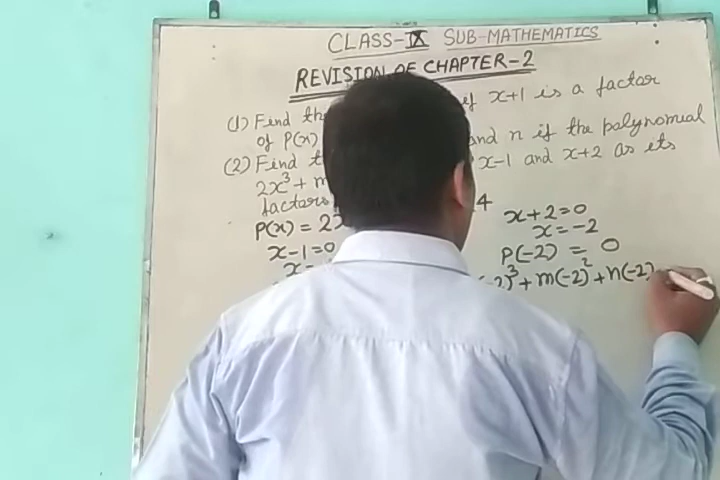 CLASS-IX SUB-MATHEMATICS
REVISION OF CHAPTER-2
(1) Find th if x+1 is a factor
of P(x) and n if the polynomial
(2) Find t x-1 and x+2 as its
2x³ + m
factors 4
P(x) = 2x x+2=0
x-1=0 x=-2
x= P(-2) = 0
-2)³ + m(-2)² + n(-2)